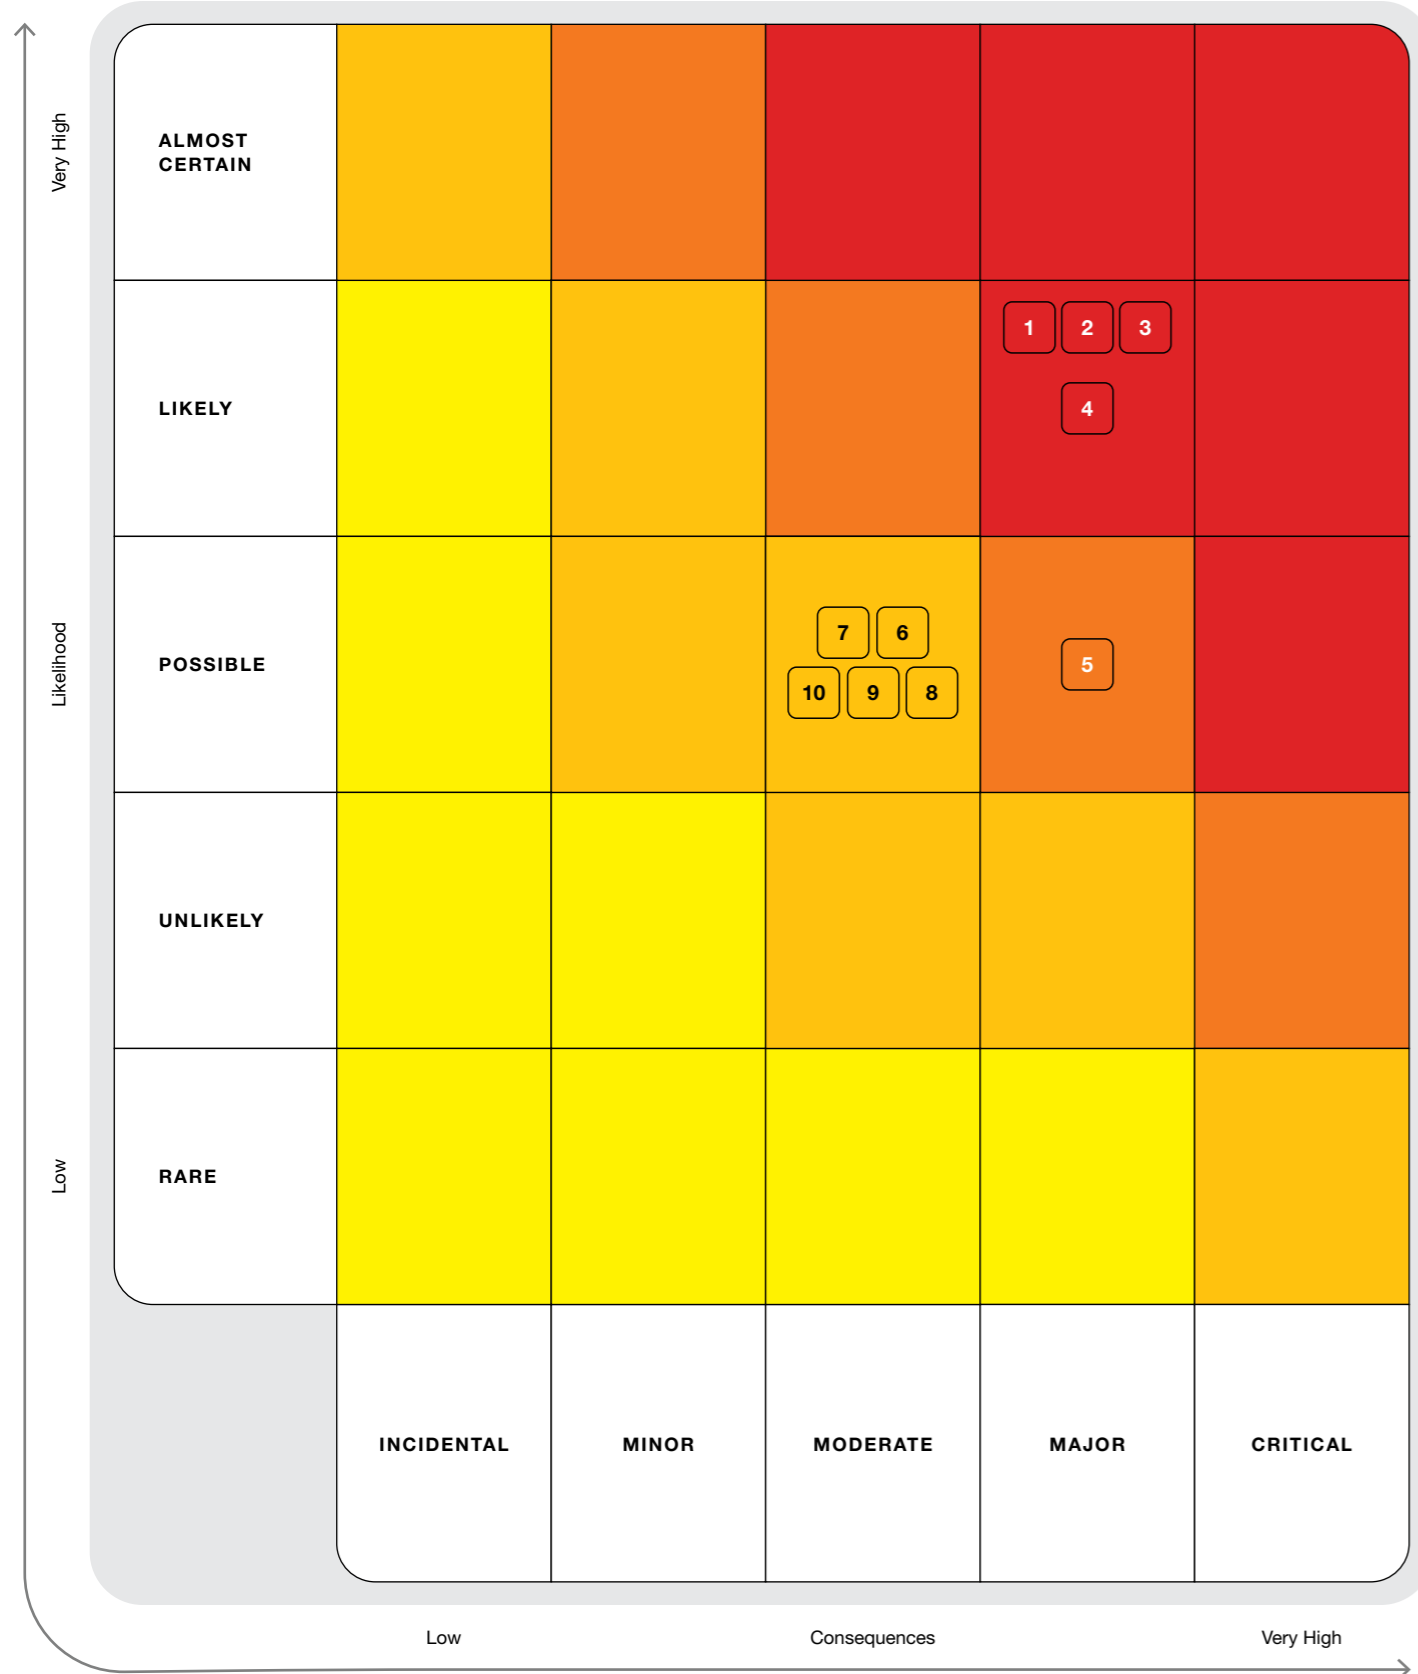 Very High
ALMOST
CERTAIN
1 2 3
LIKELY
4
Likelihood
7 6
POSSIBLE
5
10 9 8
UNLIKELY
Low
RARE
INCIDENTAL
MINOR
MODERATE
MAJOR
CRITICAL
Low
Consequences
Very High